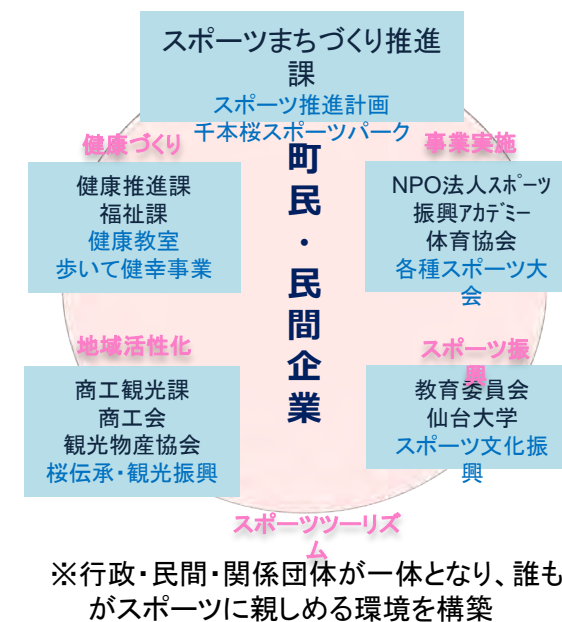 スポーツまちづくり推進
課
スポーツ推進計画
千本桜スポーツパーク
健康づくり
事業実施
健康推進課
福祉課
健康教室
歩いて健幸事業
町民・民間企業
NPO法人スポーツ
振興アカデミー
体育協会
各種スポーツ大
会
地域活性化
スポーツ振
興
商工観光課
商工会
観光物産協会
桜伝承・観光振興
教育委員会
仙台大学
スポーツ文化振
興
スポーツツーリズ
ム
※行政・民間・関係団体が一体となり、誰も
がスポーツに親しめる環境を構築